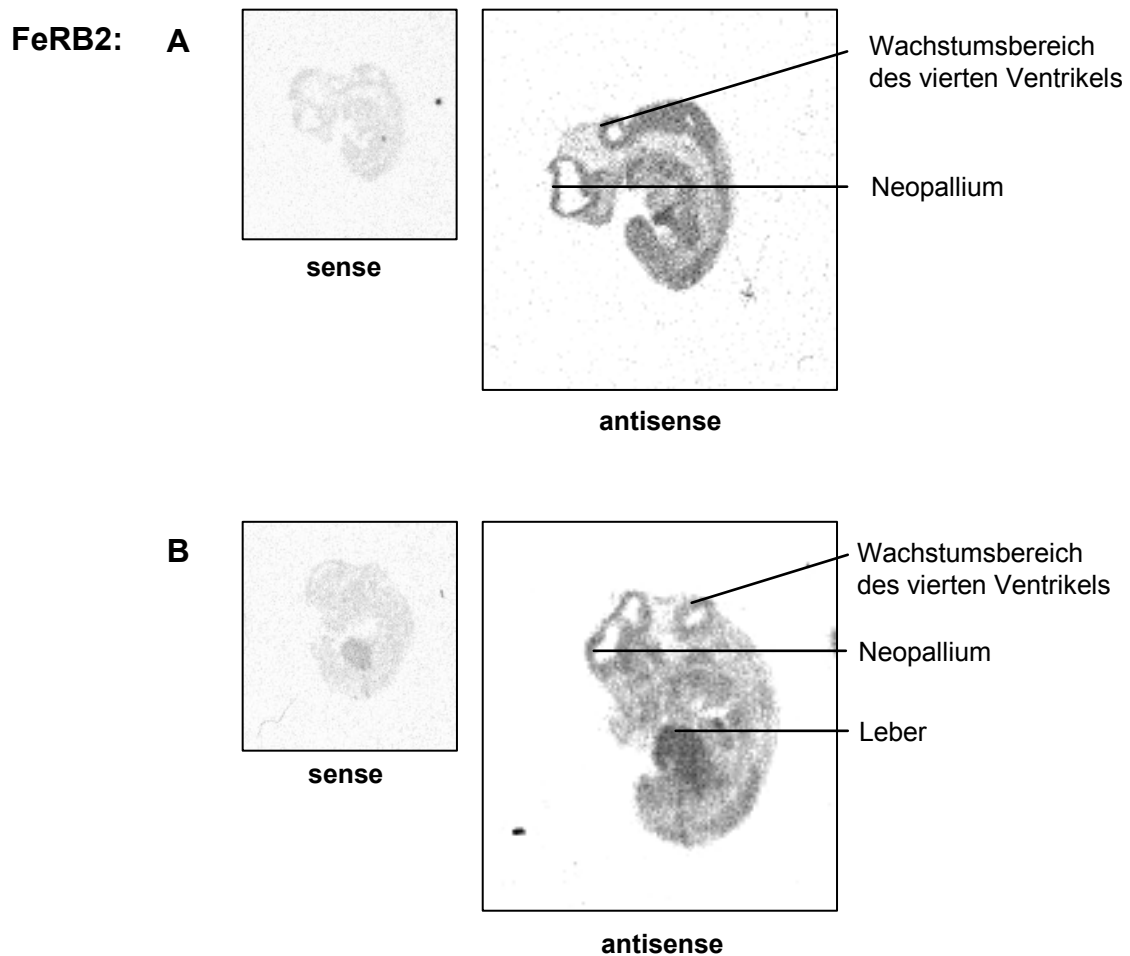 FeRB2:
A
Wachstumsbereich
des vierten Ventrikels
Neopallium
sense
antisense
B
Wachstumsbereich
des vierten Ventrikels
Neopallium
Leber
sense
antisense